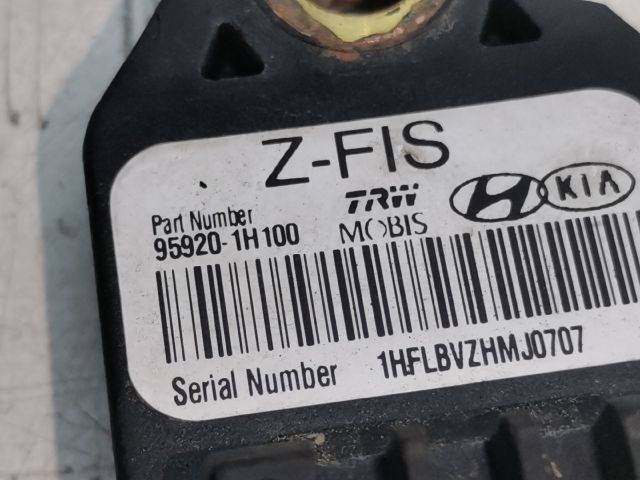 Z-FIS
Part Number
95920-1H100
TRW
MOBIS
KIA
Serial Number 1HFLBVZHMJ0707